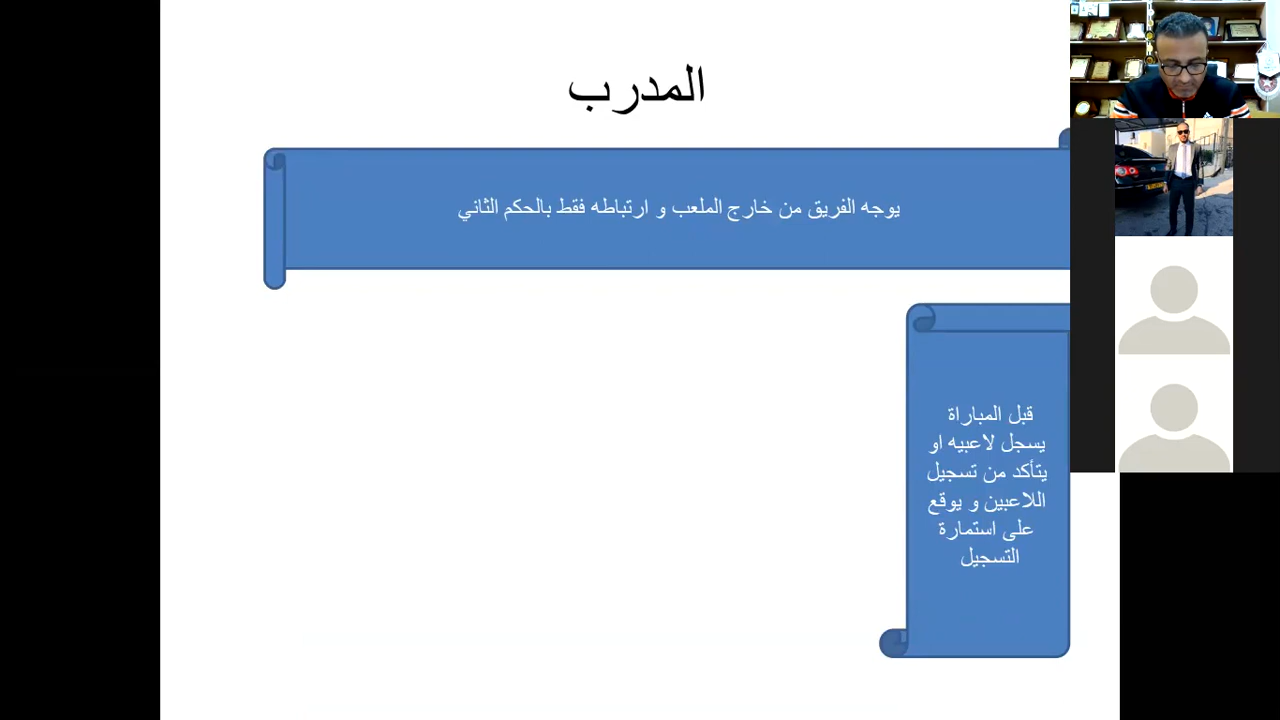 المدرب
يوجه الفريق من خارج الملعب و ارتباطه فقط بالحكم الثاني
قبل المباراة
يسجل لاعبيه او
يتأكد من تسجيل
اللاعبين و يوقع
على استمارة
التسجيل